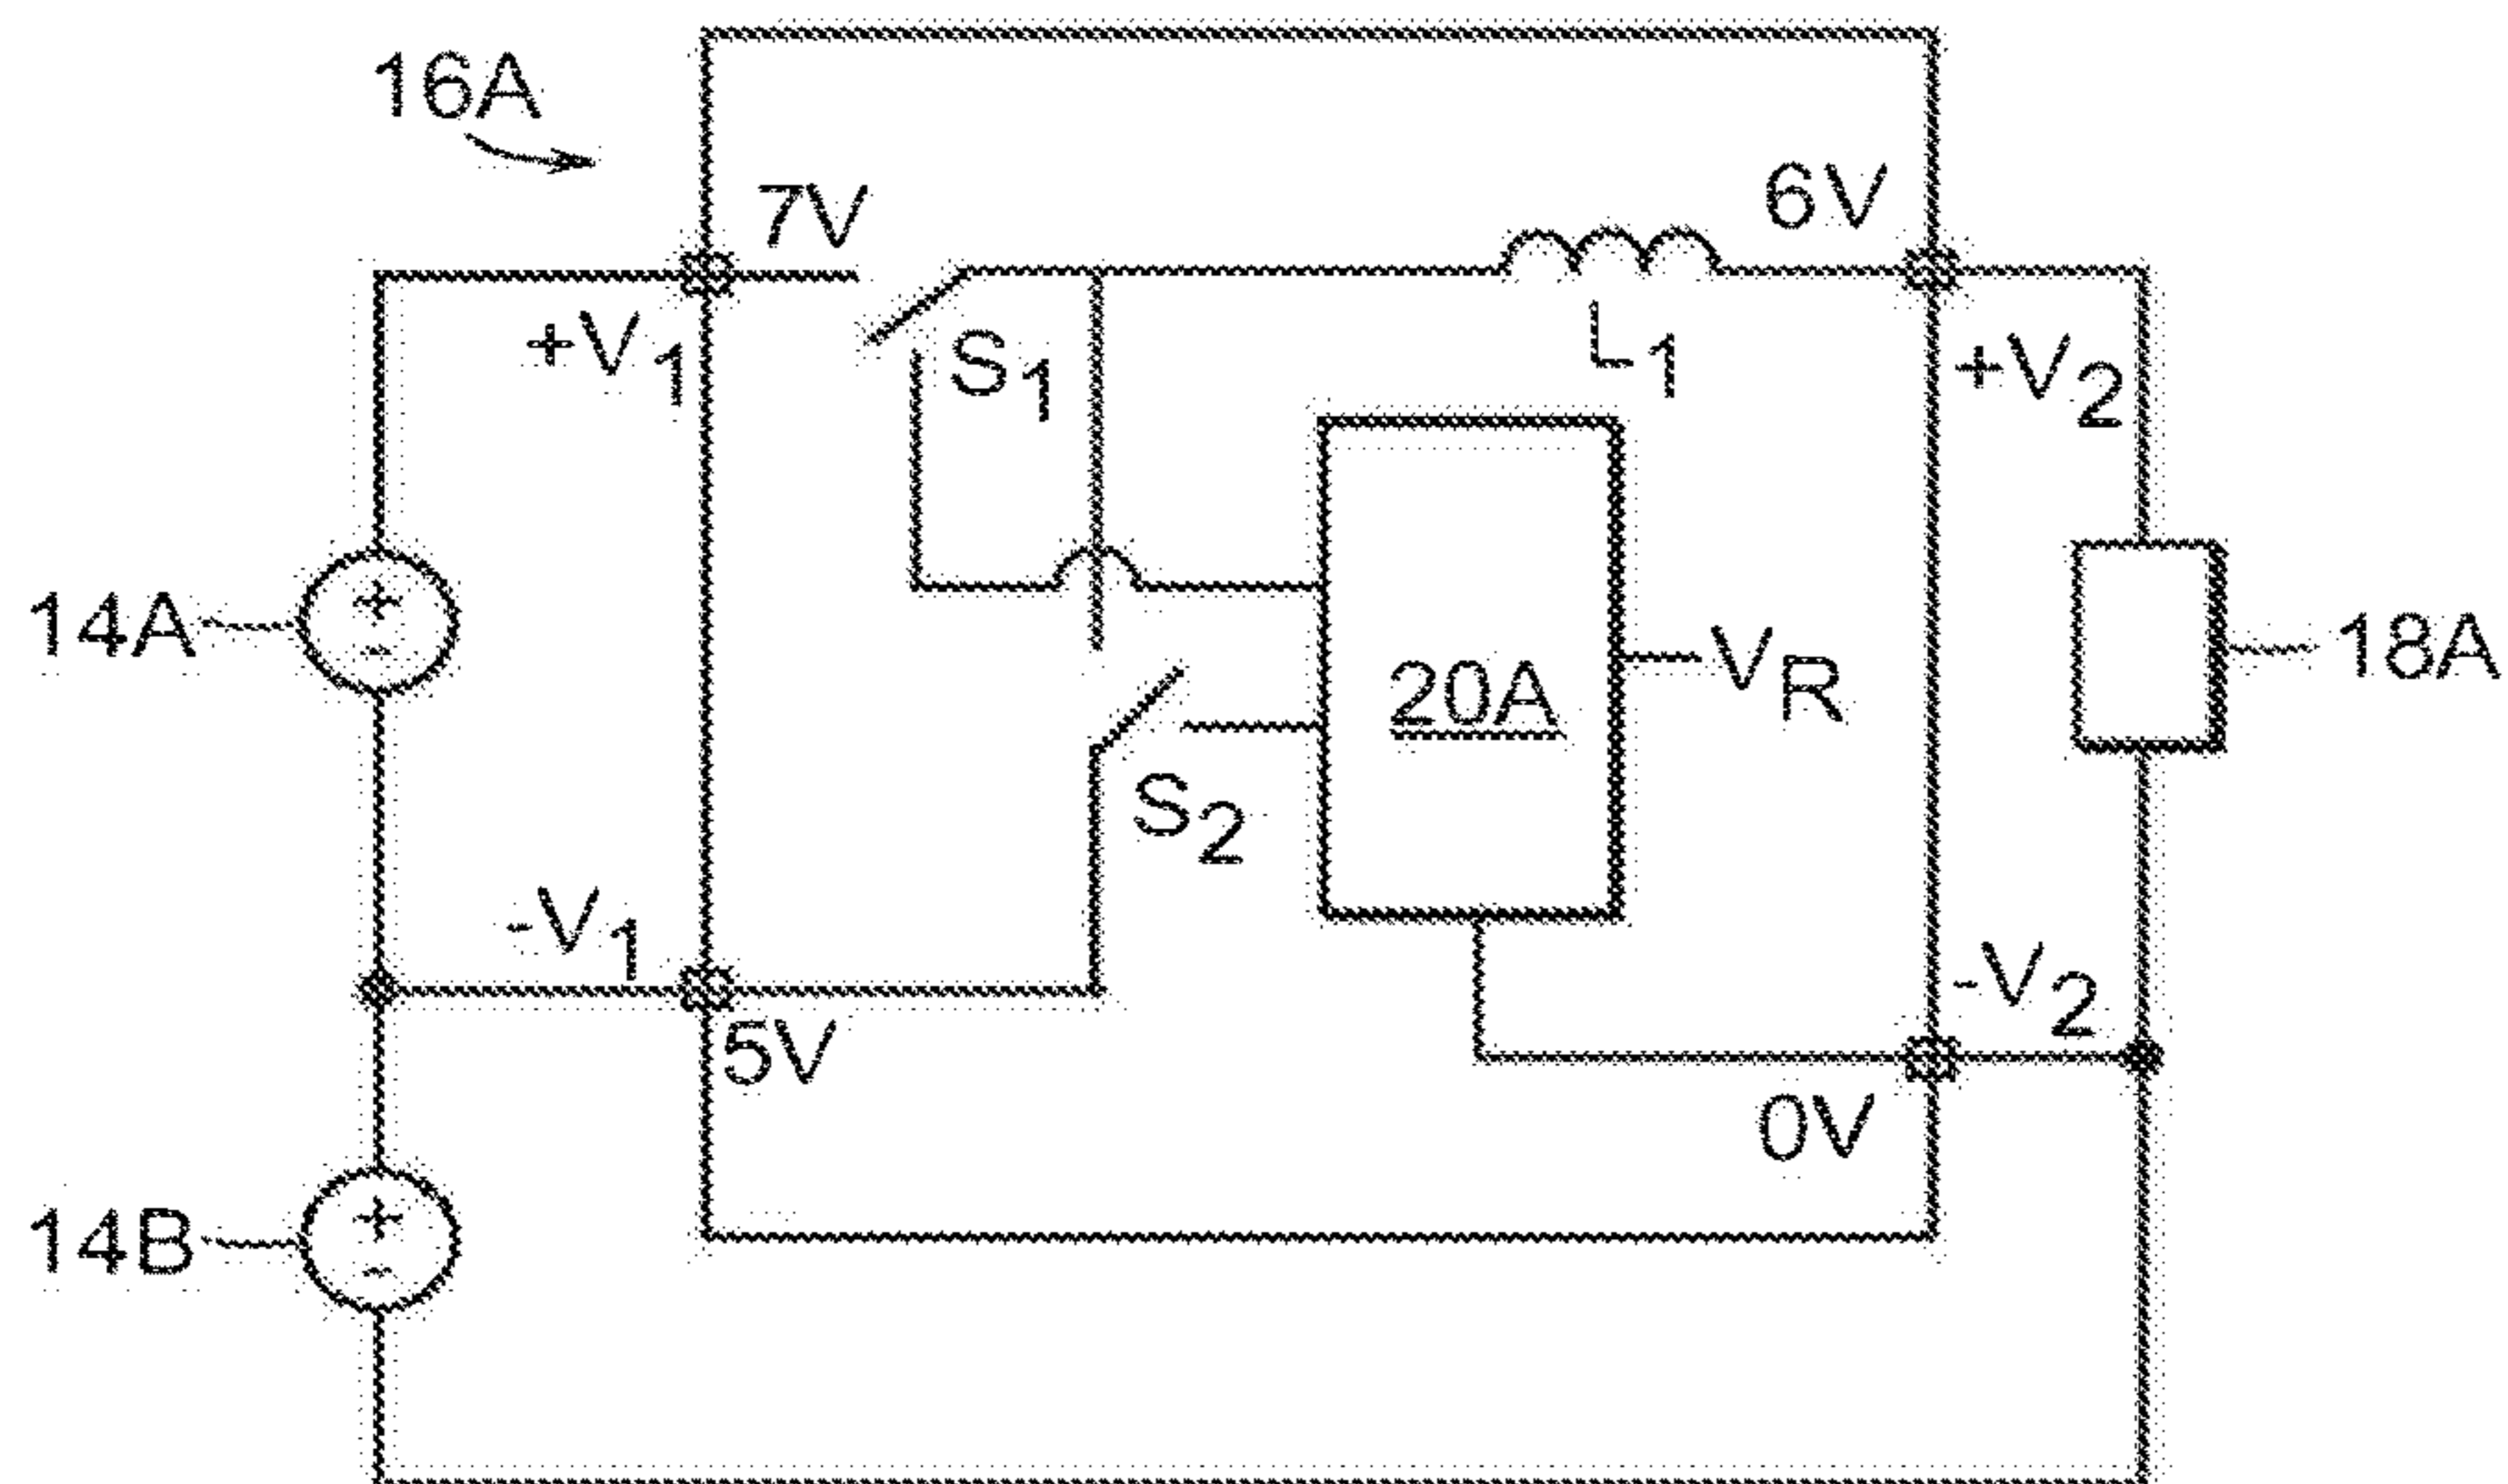 16A
7V
6V
+V1
S1
L1
+V2
+
-
14A
20A
VR
18A
S2
-V1
-V2
5V
0V
+
-
14B